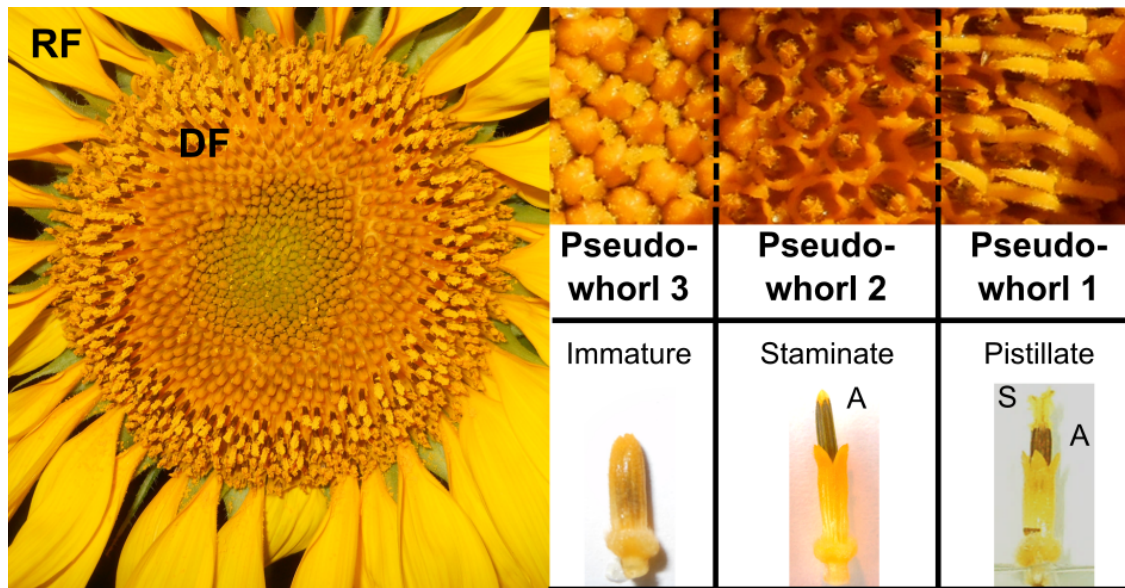 RF
DF
Pseudo-
whorl 3
Pseudo-
whorl 2
Pseudo-
whorl 1
Immature
Staminate
Pistillate
A
S
A